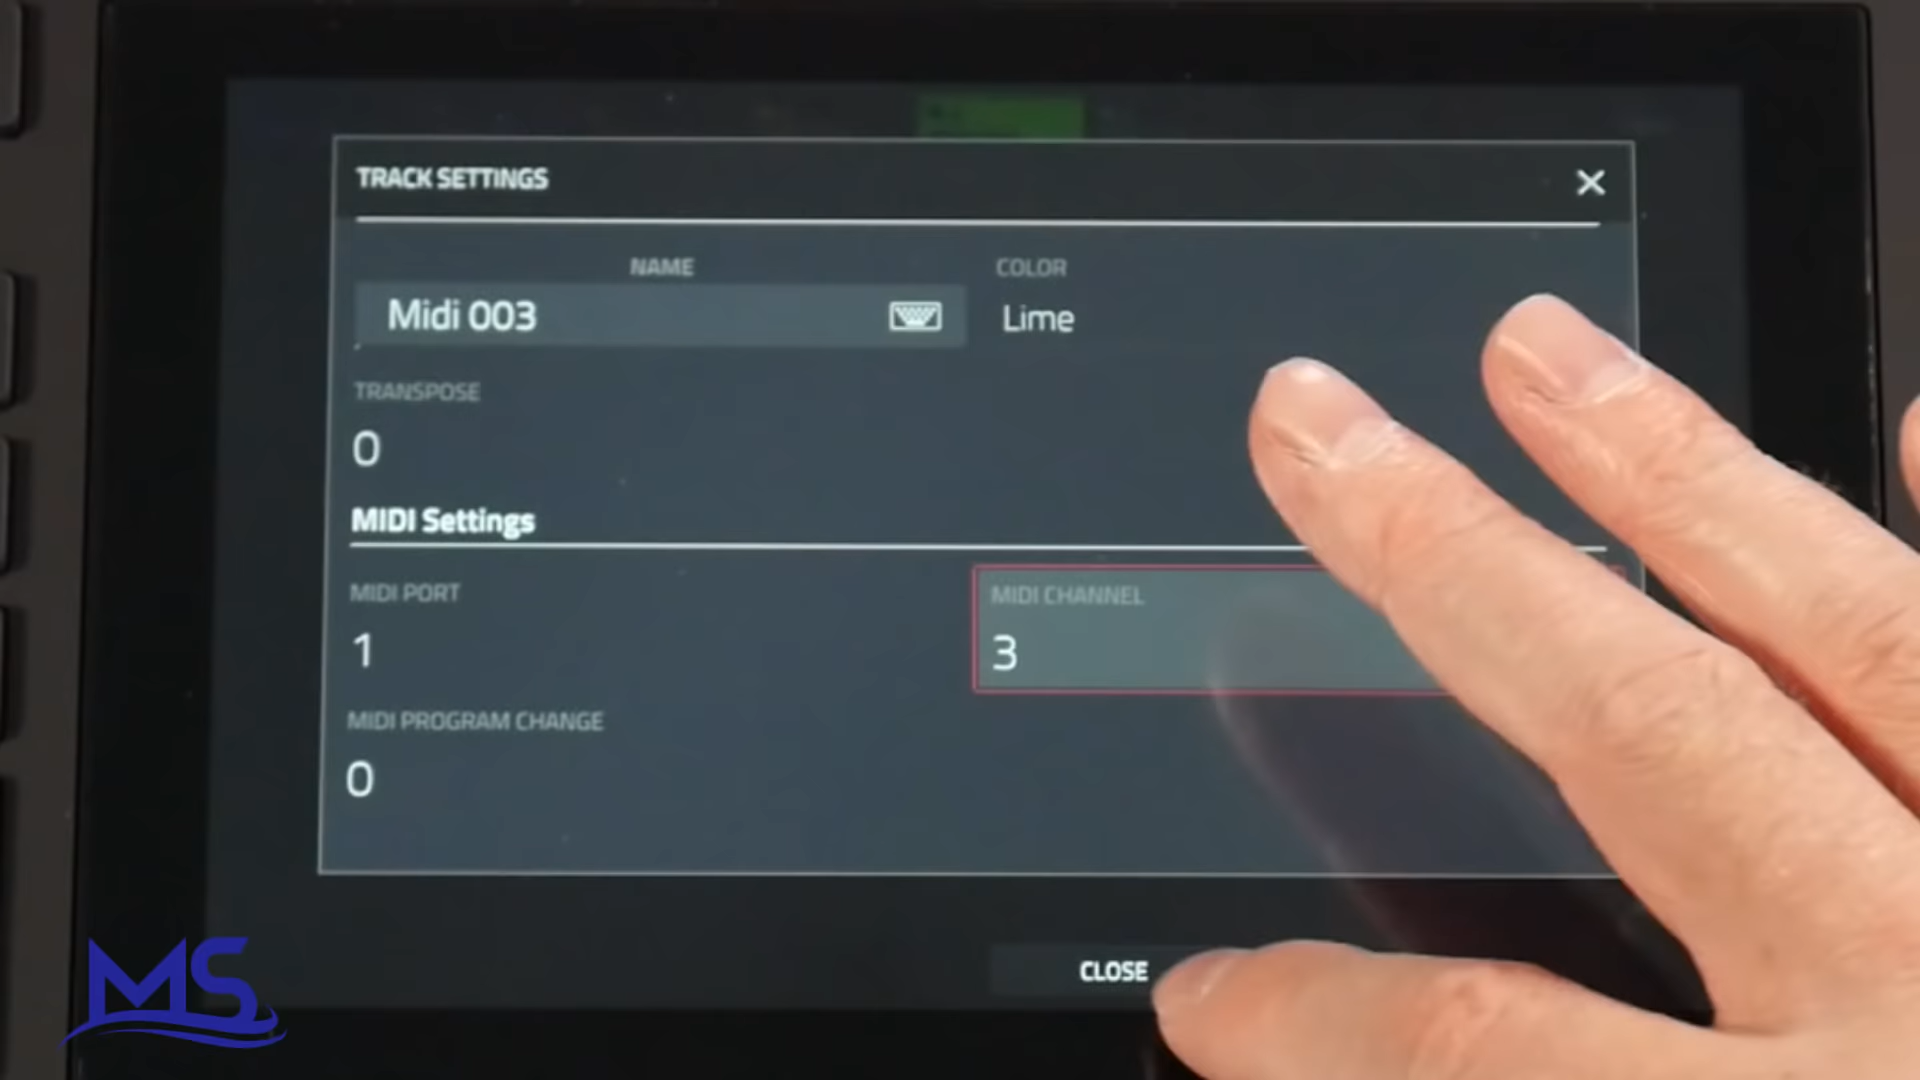 TRACK SETTINGS
NAME
COLOR
Midi 003
Lime
TRANSPOSE
0
MIDI Settings
MIDI PORT
MIDI CHANNEL
1
3
MIDI PROGRAM CHANGE
0
CLOSE
MS